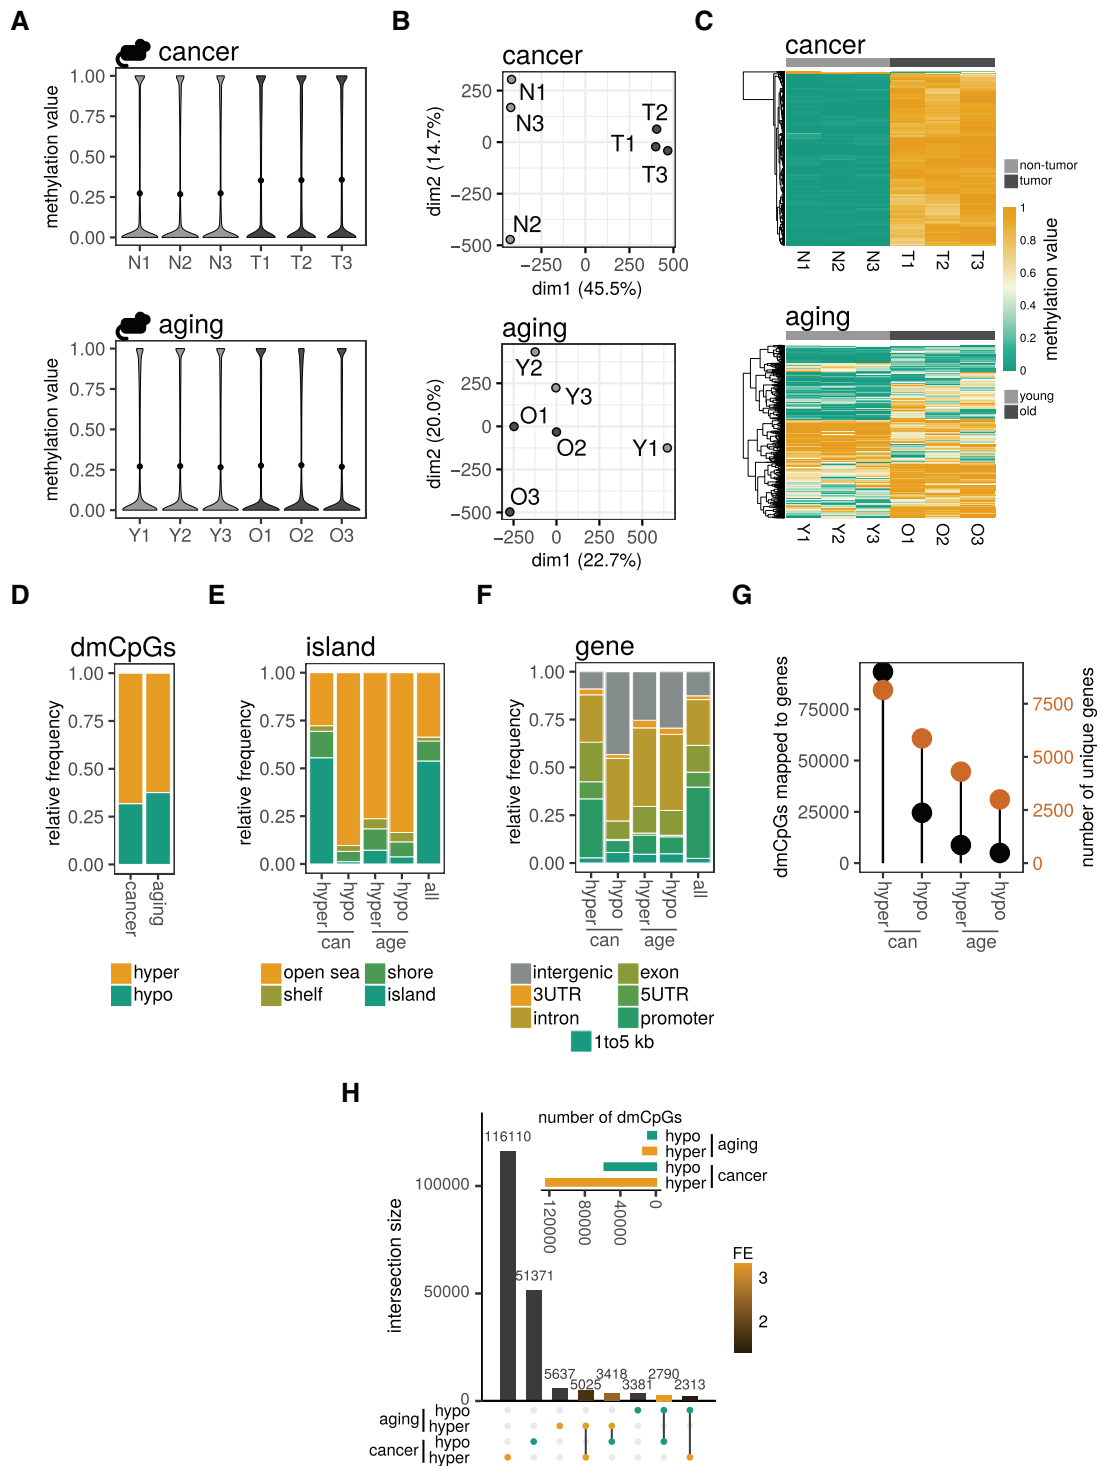 A
cancer
methylation value
1.00
0.75
0.50
0.25
0.00
N1 N2 N3 T1 T2 T3
aging
methylation value
1.00
0.75
0.50
0.25
0.00
Y1 Y2 Y3 O1 O2 O3
B
cancer
dim2 (14.7%)
250
0
−250
−500
N1
N3
N2
T2
T1
T3
−250 0 250 500
dim1 (45.5%)
aging
dim2 (20.0%)
250
0
−250
−500
Y2
Y3
O1
O2
Y1
O3
−250 0 250 500
dim1 (22.7%)
C
cancer
N1 N2 N3 T1 T2 T3
non-tumor
tumor
1
0.8
0.6
0.4
0.2
0
methylation value
aging
Y1 Y2 Y3 O1 O2 O3
young
old
D
dmCpGs
relative frequency
1.00
0.75
0.50
0.25
0.00
cancer
aging
hyper
hypo
E
island
relative frequency
1.00
0.75
0.50
0.25
0.00
hyper hypo hyper hypo all
can age
open sea shore
shelf island
F
gene
relative frequency
1.00
0.75
0.50
0.25
0.00
hyper hypo hyper hypo all
can age
intergenic exon
3UTR 5UTR
intron promoter
1to5 kb
G
dmCpGs mapped to genes
75000
50000
25000
0
number of unique genes
7500
5000
2500
0
hyper hypo hyper hypo
can age
H
number of dmCpGs
hypo
hyper
aging
hypo
hyper
cancer
120000 80000 40000 0
intersection size
100000
50000
0
116110
51371
5637
5025
3418
3381
2790
2313
FE
3
2
aging
hypo
hyper
cancer
hypo
hyper